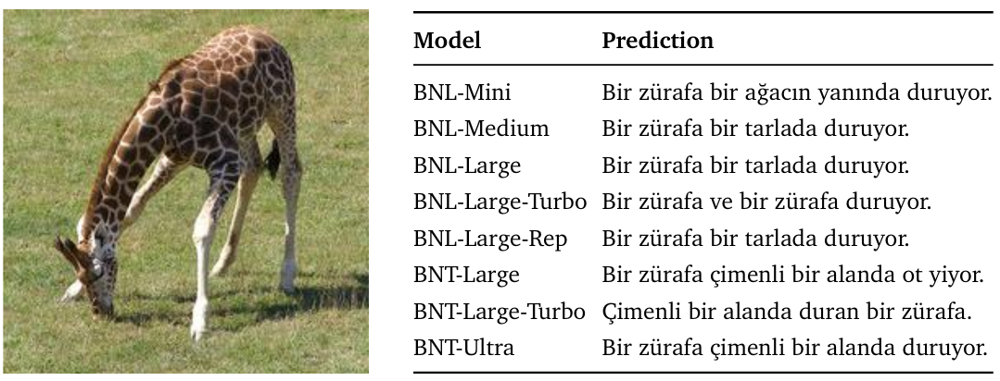 Model Prediction
BNL-Mini Bir zürafa bir ağacın yanında duruyor.
BNL-Medium Bir zürafa bir tarlada duruyor.
BNL-Large Bir zürafa bir tarlada duruyor.
BNL-Large-Turbo Bir zürafa ve bir zürafa duruyor.
BNL-Large-Rep Bir zürafa bir tarlada duruyor.
BNT-Large Bir zürafa çimenli bir alanda ot yiyor.
BNT-Large-Turbo Çimenli bir alanda duran bir zürafa.
BNT-Ultra Bir zürafa çimenli bir alanda duruyor.